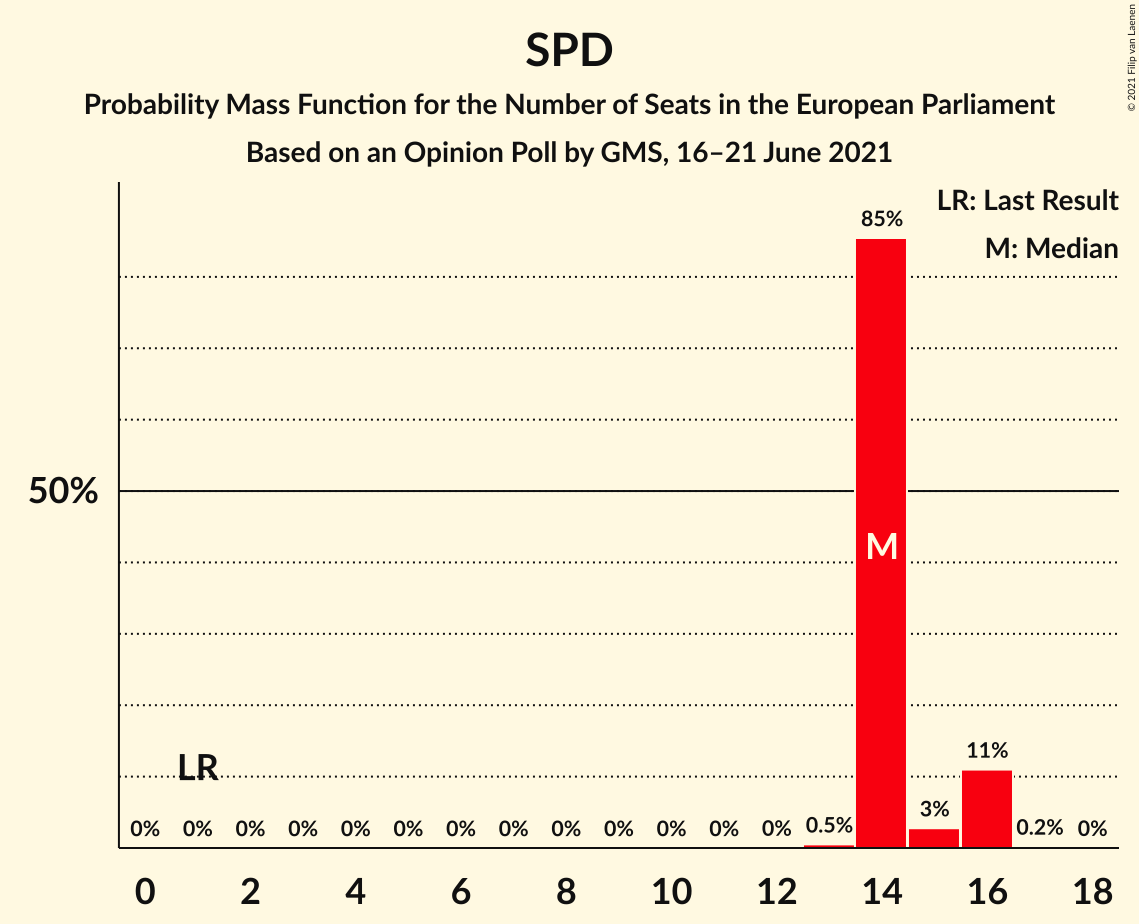 SPD
Probability Mass Function for the Number of Seats in the European Parliament
Based on an Opinion Poll by GMS, 16–21 June 2021
© 2021 Filip van Laenen
LR: Last Result
M: Median
85%
50%
M
LR
11%
3%
0% 0% 0% 0% 0% 0% 0% 0% 0% 0% 0% 0% 0% 0.5% 0.2% 0%
0 2 4 6 8 10 12 14 16 18